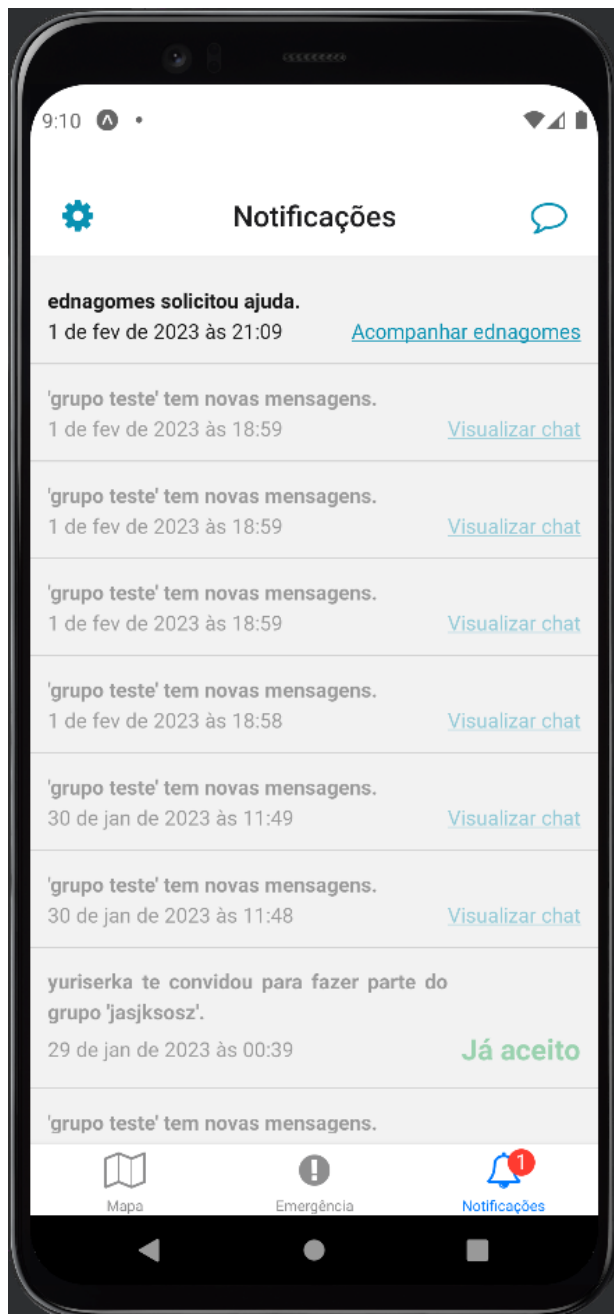 9:10
Notificações
ednagomes solicitou ajuda.
1 de fev de 2023 às 21:09 Acompanhar ednagomes
'grupo teste' tem novas mensagens.
1 de fev de 2023 às 18:59 Visualizar chat
'grupo teste' tem novas mensagens.
1 de fev de 2023 às 18:59 Visualizar chat
'grupo teste' tem novas mensagens.
1 de fev de 2023 às 18:59 Visualizar chat
'grupo teste' tem novas mensagens.
1 de fev de 2023 às 18:58 Visualizar chat
'grupo teste' tem novas mensagens.
30 de jan de 2023 às 11:49 Visualizar chat
'grupo teste' tem novas mensagens.
30 de jan de 2023 às 11:48 Visualizar chat
yuriserka te convidou para fazer parte do
grupo 'jasjksosz'.
29 de jan de 2023 às 00:39 Já aceito
'grupo teste' tem novas mensagens.
1
Mapa Emergência Notificações